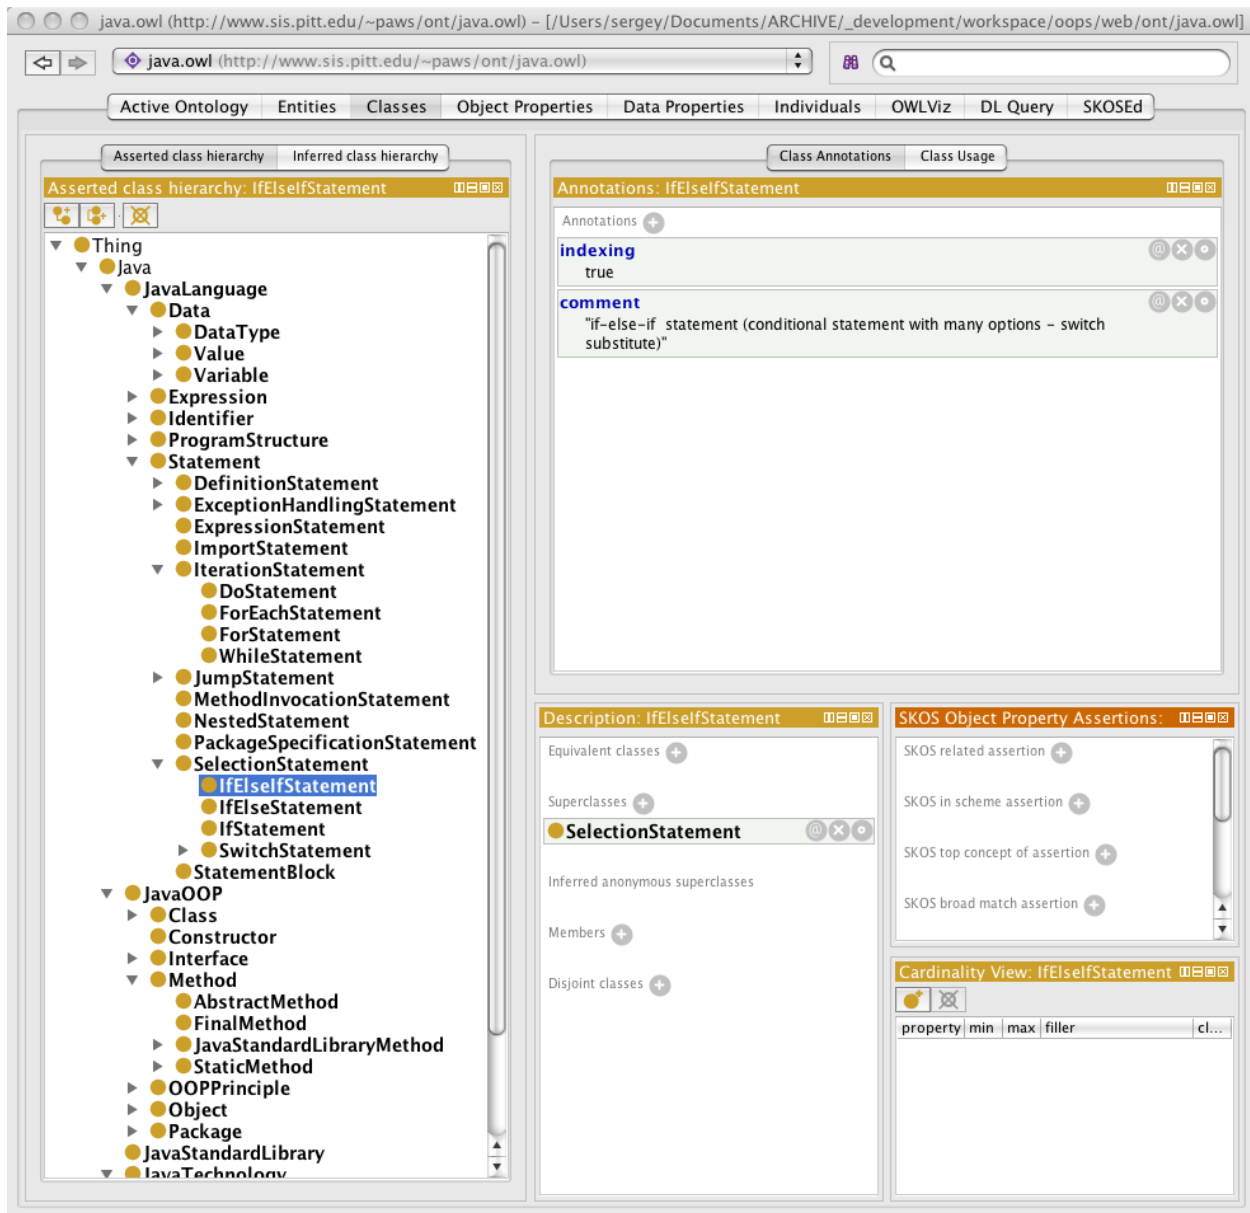 java.owl (http://www.sis.pitt.edu/~paws/ont/java.owl) – [/Users/sergey/Documents/ARCHIVE/_development/workspace/oops/web/ont/java.owl]
java.owl (http://www.sis.pitt.edu/~paws/ont/java.owl)
Active Ontology Entities Classes Object Properties Data Properties Individuals OWLViz DL Query SKOSEd
Asserted class hierarchy Inferred class hierarchy
Asserted class hierarchy: IfElseIfStatement
Thing
Java
JavaLanguage
Data
DataType
Value
Variable
Expression
Identifier
ProgramStructure
Statement
DefinitionStatement
ExceptionHandlingStatement
ExpressionStatement
ImportStatement
IterationStatement
DoStatement
ForEachStatement
ForStatement
WhileStatement
JumpStatement
MethodInvocationStatement
NestedStatement
PackageSpecificationStatement
SelectionStatement
IfElseIfStatement
IfElseStatement
IfStatement
SwitchStatement
StatementBlock
JavaOOP
Class
Constructor
Interface
Method
AbstractMethod
FinalMethod
JavaStandardLibraryMethod
StaticMethod
OOPPrinciple
Object
Package
JavaStandardLibrary
JavaTechnology
Class Annotations Class Usage
Annotations: IfElseIfStatement
Annotations
indexing
true
comment
"if-else-if statement (conditional statement with many options – switch
substitute)"
Description: IfElseIfStatement
Equivalent classes
Superclasses
SelectionStatement
Inferred anonymous superclasses
Members
Disjoint classes
SKOS Object Property Assertions:
SKOS related assertion
SKOS in scheme assertion
SKOS top concept of assertion
SKOS broad match assertion
Cardinality View: IfElseIfStatement
property min max filler cl...